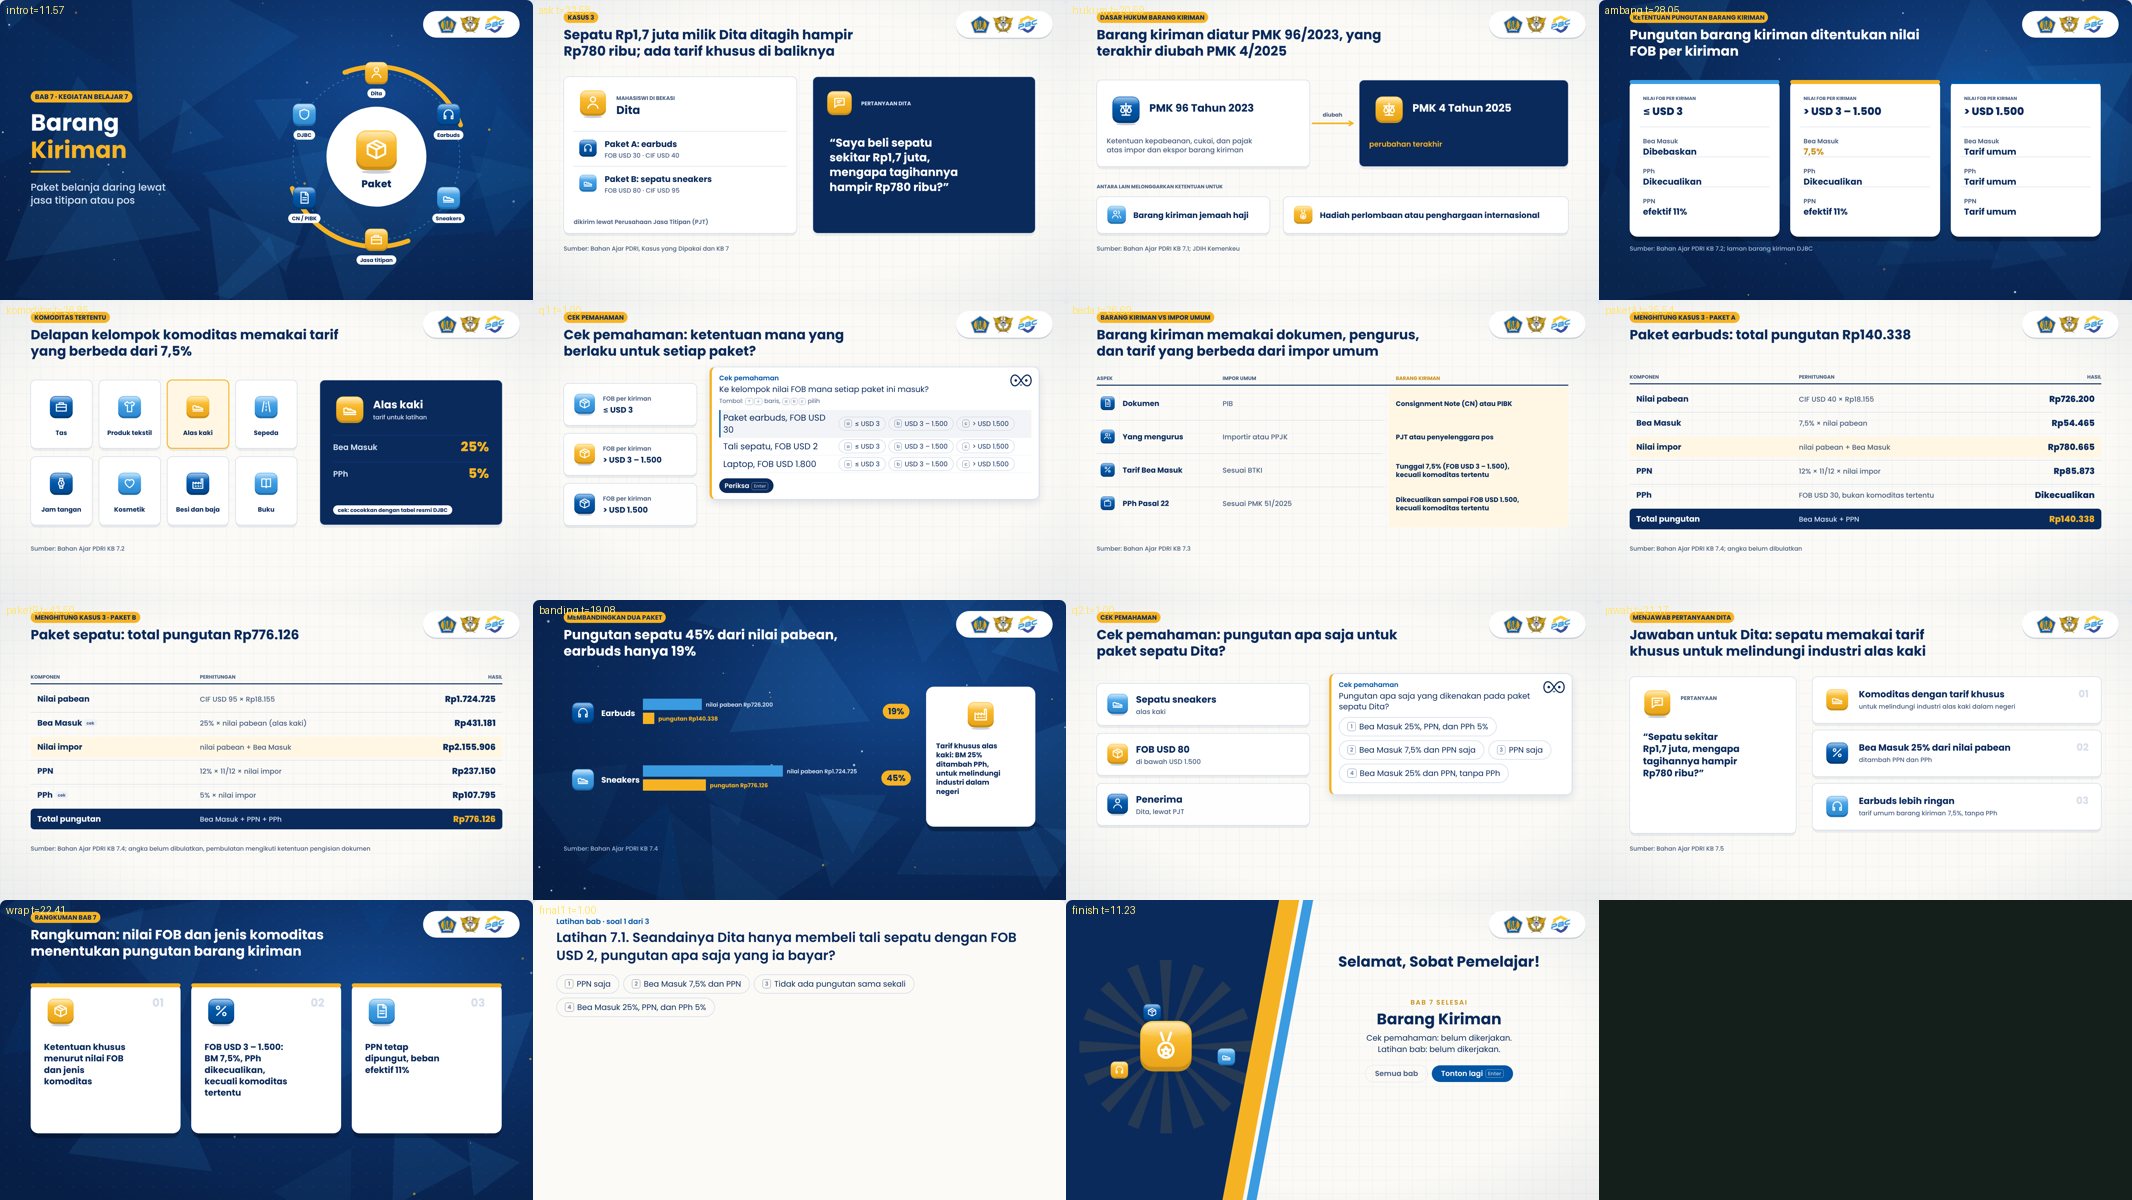 intro t=11.57
BAB 7 · KEGIATAN BELAJAR 7
Barang
Kiriman
Paket belanja daring lewat
jasa titipan atau pos
Dita
DJBC
Earbuds
Paket
CN / PIBK
Sneakers
Jasa titipan
KASUS 3
Sepatu Rp1,7 juta milik Dita ditagih hampir
Rp780 ribu; ada tarif khusus di baliknya
MAHASISWI DI BEKASI
Dita
Paket A: earbuds
FOB USD 30 · CIF USD 40
Paket B: sepatu sneakers
FOB USD 80 · CIF USD 95
dikirim lewat Perusahaan Jasa Titipan (PJT)
PERTANYAAN DITA
“Saya beli sepatu
sekitar Rp1,7 juta,
mengapa tagihannya
hampir Rp780 ribu?”
Sumber: Bahan Ajar PDRI, Kasus yang Dipakai dan KB 7
DASAR HUKUM BARANG KIRIMAN
Barang kiriman diatur PMK 96/2023, yang
terakhir diubah PMK 4/2025
PMK 96 Tahun 2023
Ketentuan kepabeanan, cukai, dan pajak
atas impor dan ekspor barang kiriman
diubah
PMK 4 Tahun 2025
perubahan terakhir
ANTARA LAIN MELONGGARKAN KETENTUAN UNTUK
Barang kiriman jemaah haji
Hadiah perlombaan atau penghargaan internasional
Sumber: Bahan Ajar PDRI KB 7.1; JDIH Kemenkeu
ambang t=28.05
KETENTUAN PUNGUTAN BARANG KIRIMAN
Pungutan barang kiriman ditentukan nilai
FOB per kiriman
NILAI FOB PER KIRIMAN
≤ USD 3
Bea Masuk
Dibebaskan
PPh
Dikecualikan
PPN
efektif 11%
NILAI FOB PER KIRIMAN
> USD 3 – 1.500
Bea Masuk
7,5%
PPh
Dikecualikan
PPN
efektif 11%
NILAI FOB PER KIRIMAN
> USD 1.500
Bea Masuk
Tarif umum
PPh
Tarif umum
PPN
Tarif umum
Sumber: Bahan Ajar PDRI KB 7.2; laman barang kiriman DJBC
KOMODITAS TERTENTU
Delapan kelompok komoditas memakai tarif
yang berbeda dari 7,5%
Tas
Produk tekstil
Alas kaki
Sepeda
Jam tangan
Kosmetik
Besi dan baja
Buku
Alas kaki
tarif untuk latihan
Bea Masuk
25%
PPh
5%
cek: cocokkan dengan tabel resmi DJBC
Sumber: Bahan Ajar PDRI KB 7.2
q1 t=1.00
CEK PEMAHAMAN
Cek pemahaman: ketentuan mana yang
berlaku untuk setiap paket?
FOB per kiriman
≤ USD 3
FOB per kiriman
> USD 3 – 1.500
FOB per kiriman
> USD 1.500
Cek pemahaman
Ke kelompok nilai FOB mana setiap paket ini masuk?
Tombol ↑ ↓ baris, a b c pilih
Paket earbuds, FOB USD
30
a ≤ USD 3 b USD 3 – 1.500 c > USD 1.500
Tali sepatu, FOB USD 2
a ≤ USD 3 b USD 3 – 1.500 c > USD 1.500
Laptop, FOB USD 1.800
a ≤ USD 3 b USD 3 – 1.500 c > USD 1.500
Periksa Enter
BARANG KIRIMAN VS IMPOR UMUM
Barang kiriman memakai dokumen, pengurus,
dan tarif yang berbeda dari impor umum
ASPEK IMPOR UMUM BARANG KIRIMAN
Dokumen PIB Consignment Note (CN) atau PIBK
Yang mengurus Importir atau PPJK PJT atau penyelenggara pos
Tarif Bea Masuk Sesuai BTKI Tunggal 7,5% (FOB USD 3 – 1.500),
kecuali komoditas tertentu
PPh Pasal 22 Sesuai PMK 51/2025 Dikecualikan sampai FOB USD 1.500,
kecuali komoditas tertentu
Sumber: Bahan Ajar PDRI KB 7.3
MENGHITUNG KASUS 3 · PAKET A
Paket earbuds: total pungutan Rp140.338
KOMPONEN PERHITUNGAN HASIL
Nilai pabean CIF USD 40 × Rp18.155 Rp726.200
Bea Masuk 7,5% × nilai pabean Rp54.465
Nilai impor nilai pabean + Bea Masuk Rp780.665
PPN 12% × 11/12 × nilai impor Rp85.873
PPh FOB USD 30, bukan komoditas tertentu Dikecualikan
Total pungutan Bea Masuk + PPN Rp140.338
Sumber: Bahan Ajar PDRI KB 7.4; angka belum dibulatkan
MENGHITUNG KASUS 3 · PAKET B
Paket sepatu: total pungutan Rp776.126
KOMPONEN PERHITUNGAN HASIL
Nilai pabean CIF USD 95 × Rp18.155 Rp1.724.725
Bea Masuk cek 25% × nilai pabean (alas kaki) Rp431.181
Nilai impor nilai pabean + Bea Masuk Rp2.155.906
PPN 12% × 11/12 × nilai impor Rp237.150
PPh cek 5% × nilai impor Rp107.795
Total pungutan Bea Masuk + PPN + PPh Rp776.126
Sumber: Bahan Ajar PDRI KB 7.4; angka belum dibulatkan, pembulatan mengikuti ketentuan pengisian dokumen
banding t=19.08
MEMBANDINGKAN DUA PAKET
Pungutan sepatu 45% dari nilai pabean,
earbuds hanya 19%
Earbuds
nilai pabean Rp726.200
pungutan Rp140.338
19%
Sneakers
nilai pabean Rp1.724.725
pungutan Rp776.126
45%
Tarif khusus alas
kaki: BM 25%
ditambah PPh,
untuk melindungi
industri dalam
negeri
Sumber: Bahan Ajar PDRI KB 7.4
q2 t=1.00
CEK PEMAHAMAN
Cek pemahaman: pungutan apa saja untuk
paket sepatu Dita?
Sepatu sneakers
alas kaki
FOB USD 80
di bawah USD 1.500
Penerima
Dita, lewat PJT
Cek pemahaman
Pungutan apa saja yang dikenakan pada paket
sepatu Dita?
1 Bea Masuk 25%, PPN, dan PPh 5%
2 Bea Masuk 7,5% dan PPN saja
3 PPN saja
4 Bea Masuk 25% dan PPN, tanpa PPh
MENJAWAB PERTANYAAN DITA
Jawaban untuk Dita: sepatu memakai tarif
khusus untuk melindungi industri alas kaki
PERTANYAAN
“Sepatu sekitar
Rp1,7 juta, mengapa
tagihannya hampir
Rp780 ribu?”
Komoditas dengan tarif khusus
untuk melindungi industri alas kaki dalam negeri
01
Bea Masuk 25% dari nilai pabean
ditambah PPN dan PPh
02
Earbuds lebih ringan
tarif umum barang kiriman 7,5%, tanpa PPh
03
Sumber: Bahan Ajar PDRI KB 7.5
wrap t=22.41
RANGKUMAN BAB 7
Rangkuman: nilai FOB dan jenis komoditas
menentukan pungutan barang kiriman
01
Ketentuan khusus
menurut nilai FOB
dan jenis
komoditas
02
FOB USD 3 – 1.500:
BM 7,5%, PPh
dikecualikan,
kecuali komoditas
tertentu
03
PPN tetap
dipungut, beban
efektif 11%
final1 t=1.00
Latihan bab · soal 1 dari 3
Latihan 7.1. Seandainya Dita hanya membeli tali sepatu dengan FOB
USD 2, pungutan apa saja yang ia bayar?
1 PPN saja
2 Bea Masuk 7,5% dan PPN
3 Tidak ada pungutan sama sekali
4 Bea Masuk 25%, PPN, dan PPh 5%
finish t=11.23
Selamat, Sobat Pemelajar!
BAB 7 SELESAI
Barang Kiriman
Cek pemahaman: belum dikerjakan.
Latihan bab: belum dikerjakan.
Semua bab
Tonton lagi Enter